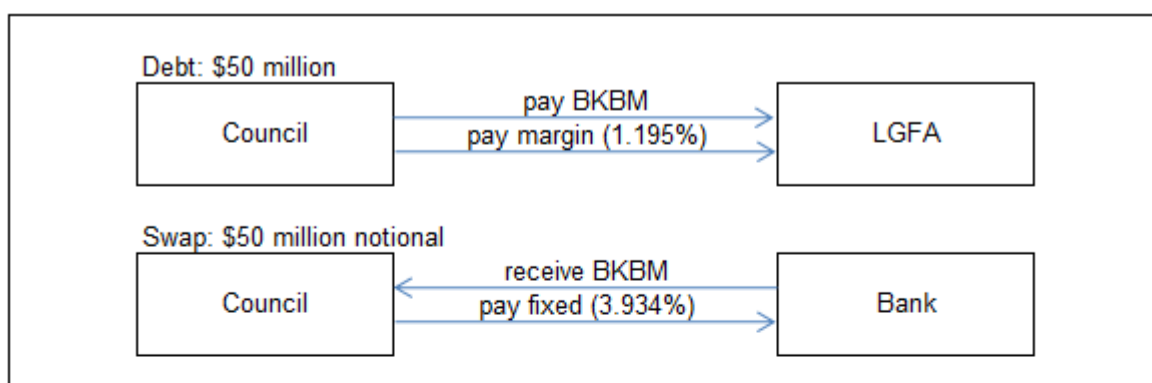 Debt: $50 million
pay BKBM
Council
pay margin (1.195%)
LGFA
Swap: $50 million notional
receive BKBM
Council
pay fixed (3.934%)
Bank